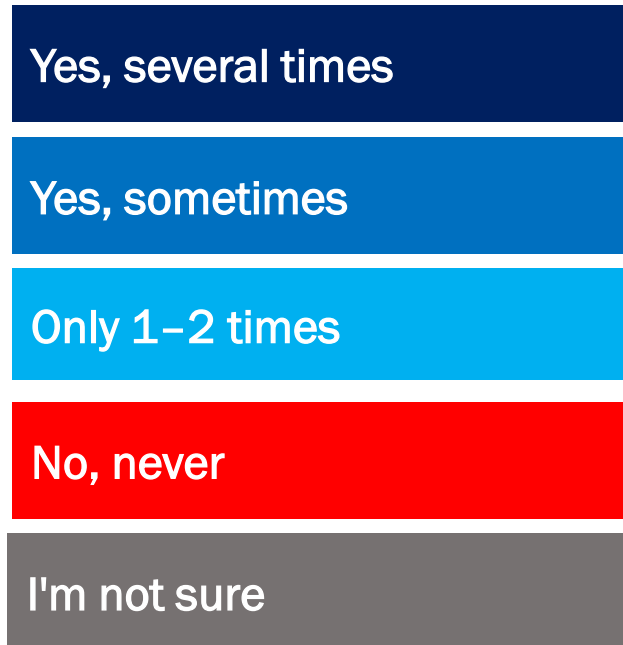 Yes, several times
Yes, sometimes
Only 1–2 times
No, never
I'm not sure